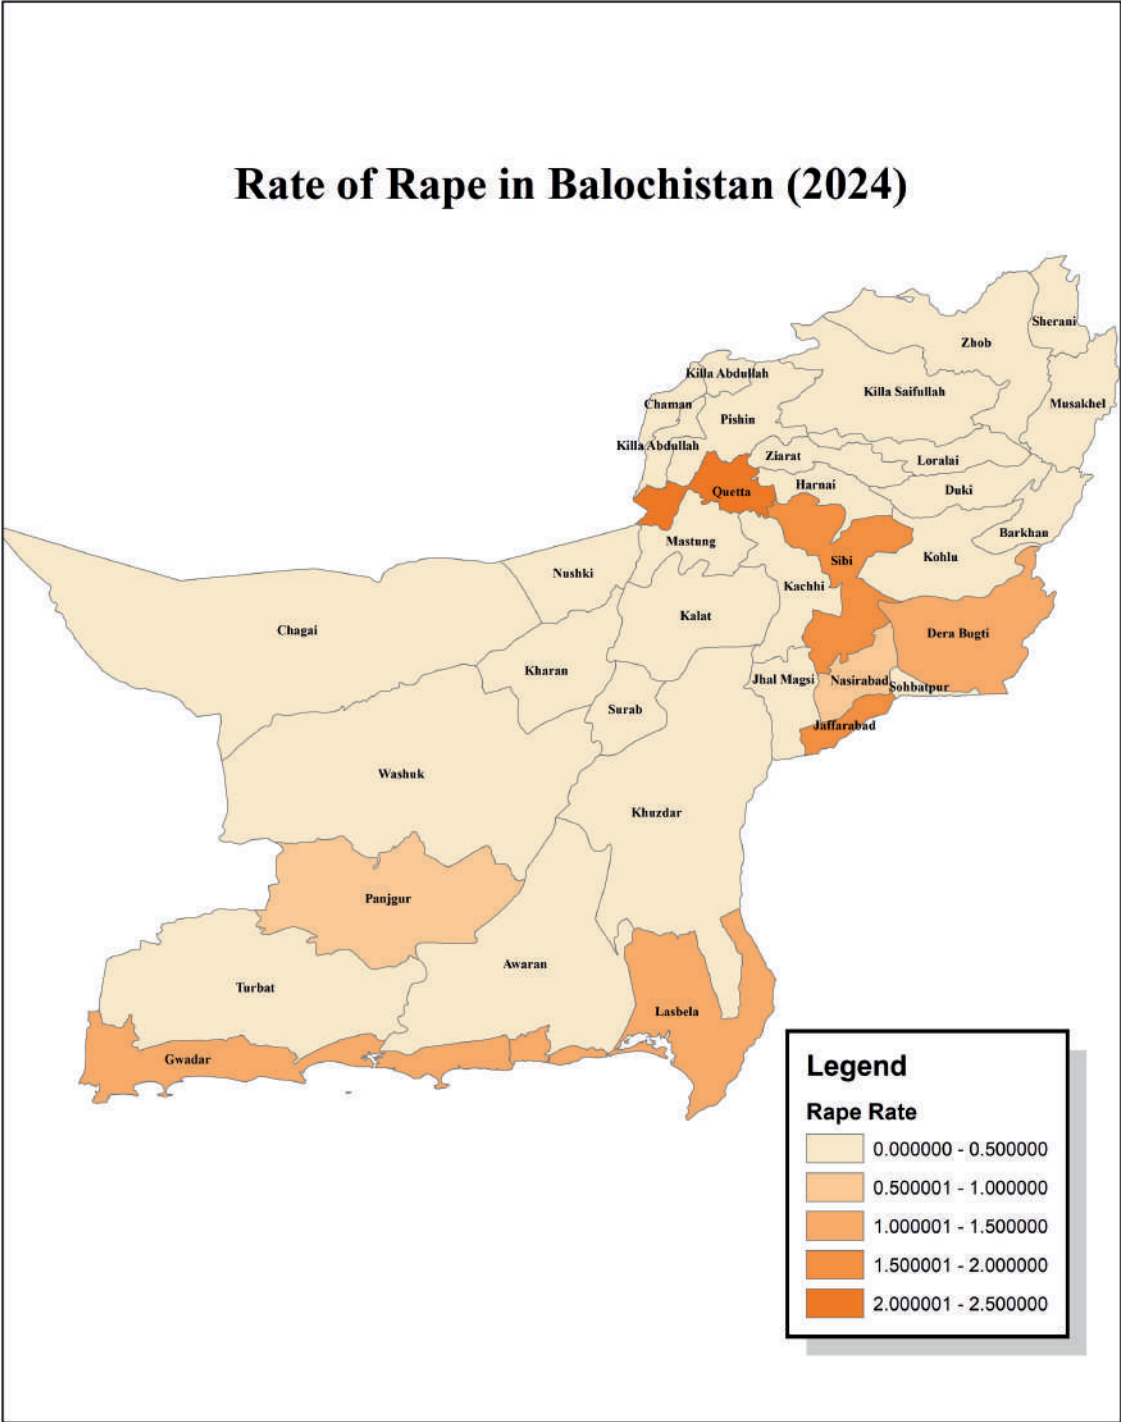 Rate of Rape in Balochistan (2024)
Sherani
Zhob
Killa Abdullah
Killa Saifullah
Chaman
Musakhel
Pishin
Killa Abdullah
Ziarat
Loralai
Harnai
Duki
Quetta
Barkhan
Mastung
Kohlu
Sibi
Nushki
Kachhi
Kalat
Chagai
Dera Bugti
Kharan
Jhal Magsi
Nasirabad
Sohbatpur
Surab
Jaffarabad
Washuk
Khuzdar
Panjgur
Awaran
Turbat
Lasbela
Gwadar
Legend
Rape Rate
0.000000 - 0.500000
0.500001 - 1.000000
1.000001 - 1.500000
1.500001 - 2.000000
2.000001 - 2.500000